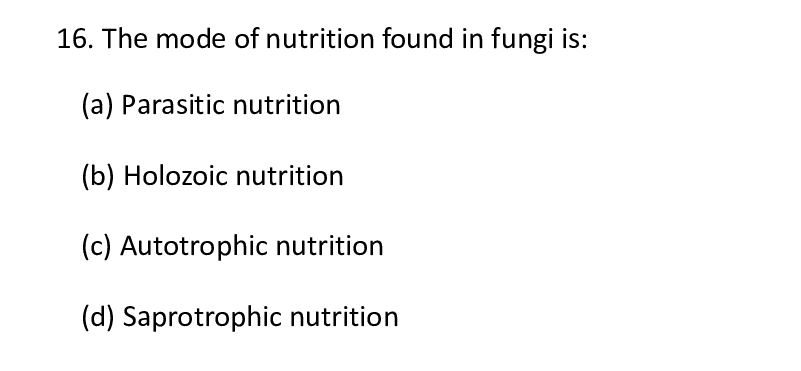 16. The mode of nutrition found in fungi is:
(a) Parasitic nutrition
(b) Holozoic nutrition
(c) Autotrophic nutrition
(d) Saprotrophic nutrition